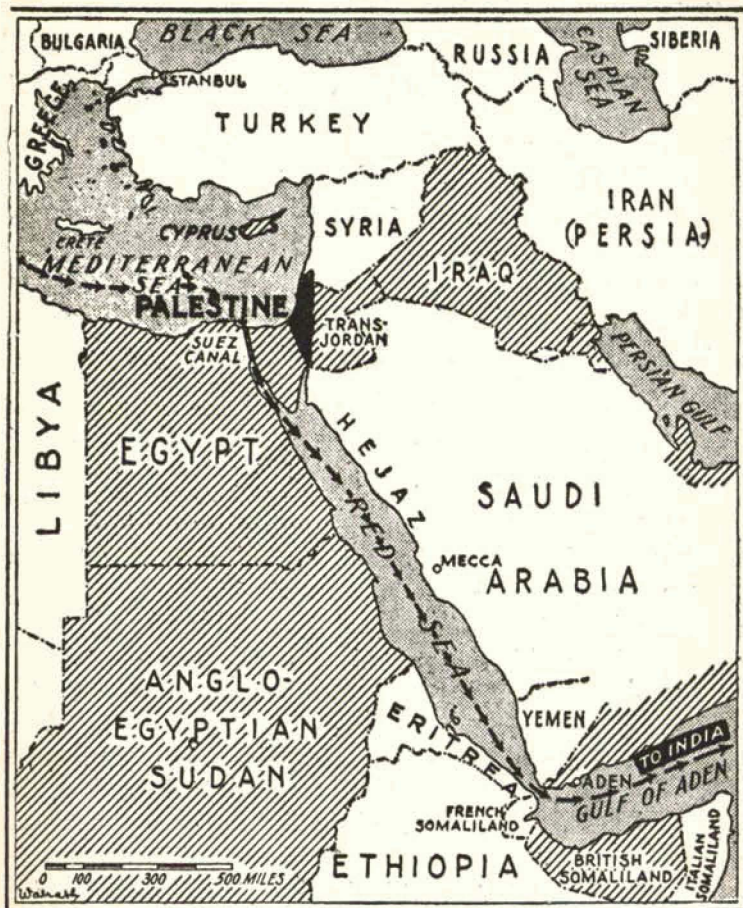 BULGARIA
BLACK SEA
RUSSIA
CASPIAN
SEA
SIBERIA
ISTANBUL
GREECE
TURKEY
CRETE
CYPRUS
SYRIA
IRAQ
IRAN
(PERSIA)
MEDITERRANEAN
SEA
PALESTINE
TRANS-
JORDAN
SUEZ
CANAL
PERSIAN GULF
LIBYA
EGYPT
HEJAZ
SAUDI
ARABIA
RED
SEA
MECCA
ANGLO-
EGYPTIAN
SUDAN
ERITREA
YEMEN
TO INDIA
ADEN
GULF OF ADEN
FRENCH
SOMALILAND
ETHIOPIA
BRITISH
SOMALILAND
ITALIAN
SOMALILAND
0 100 300 500 MILES